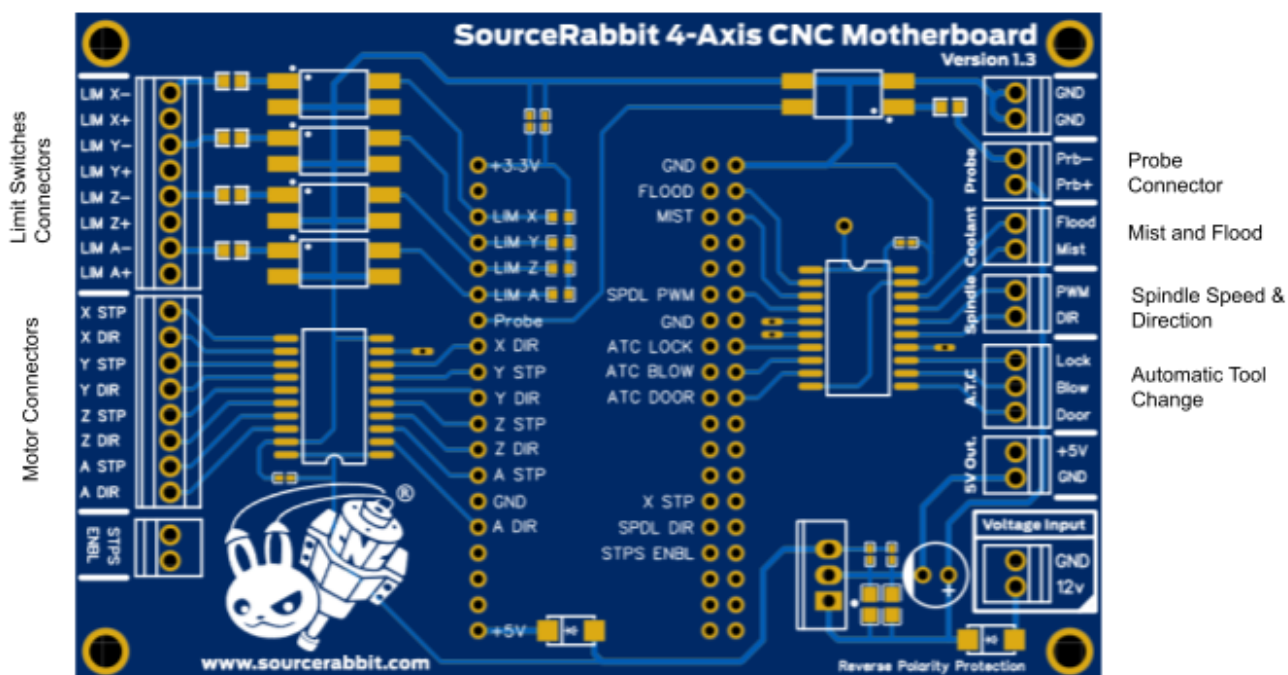 SourceRabbit 4-Axis CNC Motherboard
Version 1.3
Limit Switches
Connectors
LIM X-
LIM X+
LIM Y-
LIM Y+
LIM Z-
LIM Z+
LIM A-
LIM A+
Motor Connectors
X STP
X DIR
Y STP
Y DIR
Z STP
Z DIR
A STP
A DIR
STPS
ENBL
+3.3V
LIM X
LIM Y
LIM Z
LIM A
Probe
X DIR
Y STP
Y DIR
Z STP
Z DIR
A STP
GND
A DIR
+5V
GND
FLOOD
MIST
SPDL PWM
GND
ATC LOCK
ATC BLOW
ATC DOOR
X STP
SPDL DIR
STPS ENBL
GND
GND
Probe
Prb-
Prb+
Coolant
Flood
Mist
Spindle
PWM
DIR
A.T.C
Lock
Blow
Door
5V Out.
+5V
GND
Voltage Input
GND
12v
+
Reverse Polarity Protection
CNC
®
www.sourcerabbit.com
Probe
Connector
Mist and Flood
Spindle Speed &
Direction
Automatic Tool
Change